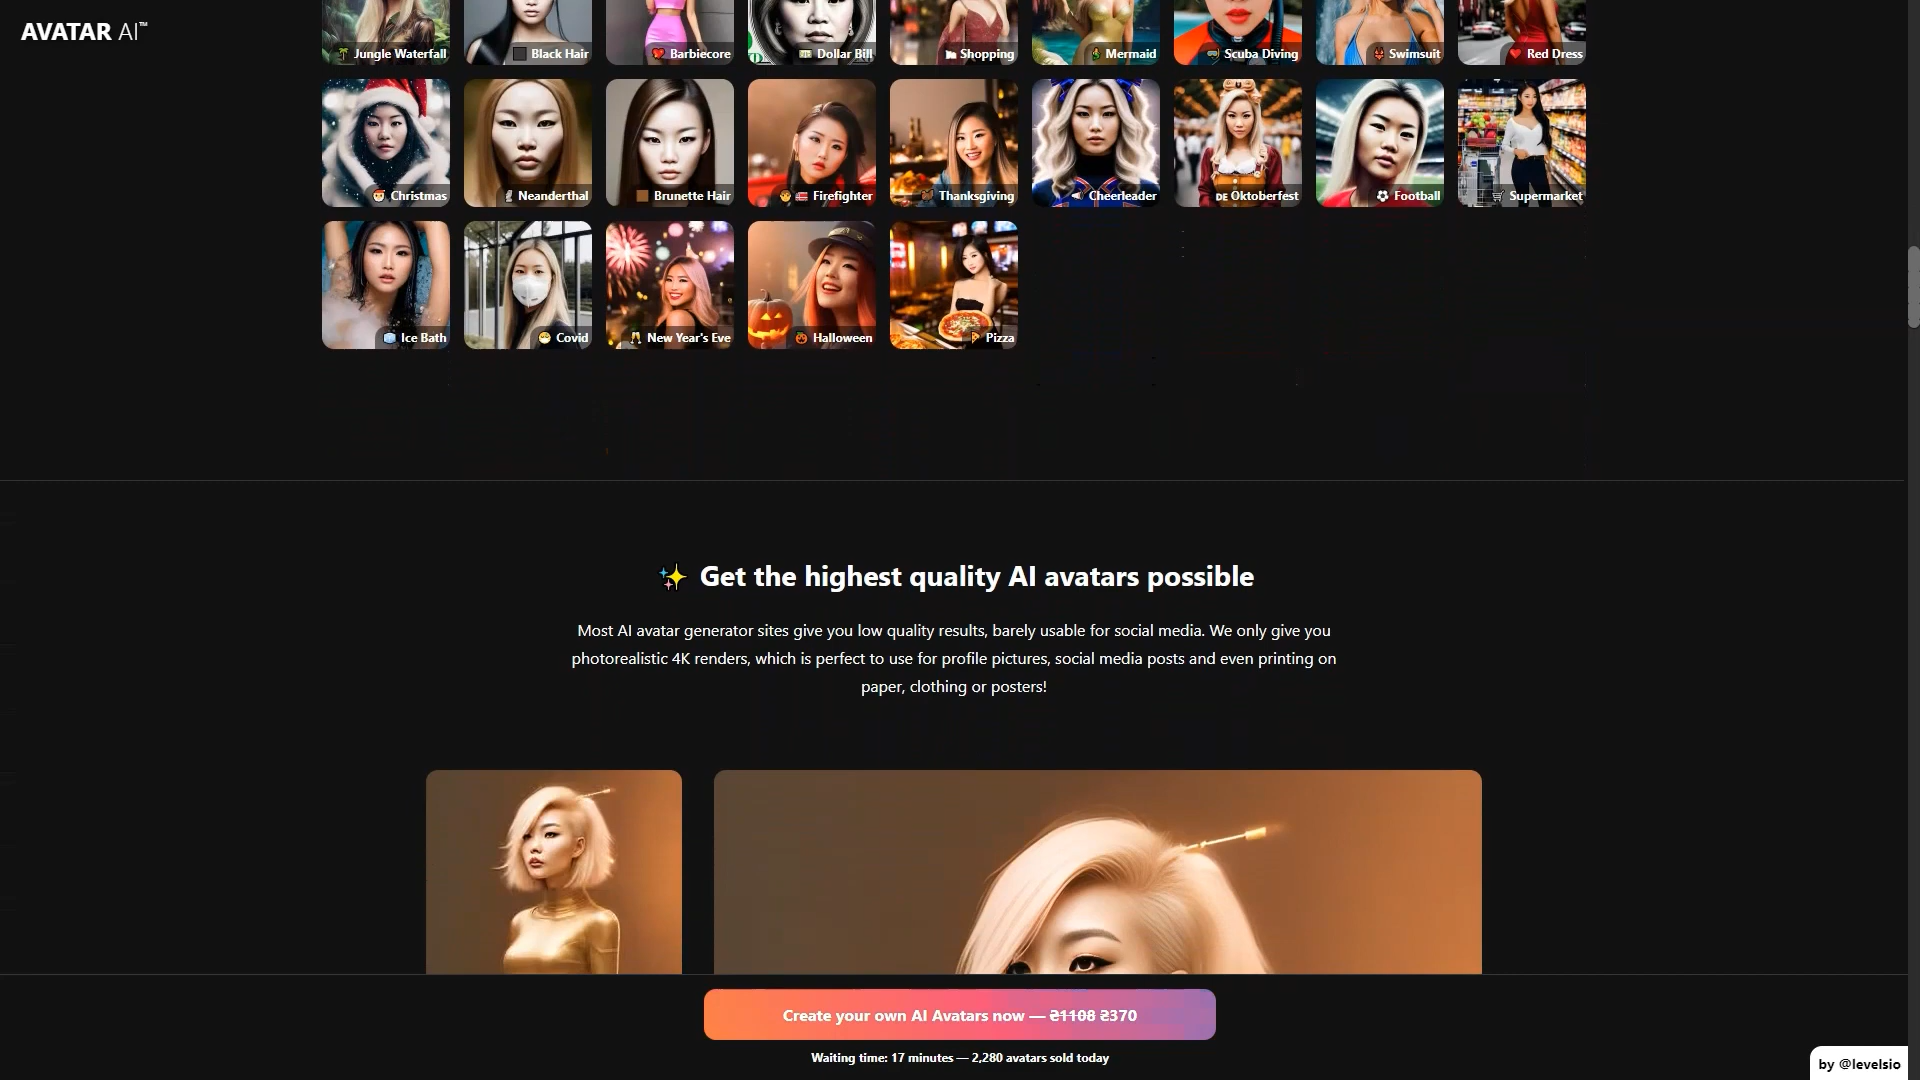 AVATAR AI™
Jungle Waterfall
Black Hair
Barbiecore
Dollar Bill
Shopping
Mermaid
Scuba Diving
Swimsuit
Red Dress
Christmas
Neanderthal
Brunette Hair
Firefighter
Thanksgiving
Cheerleader
DE Oktoberfest
Football
Supermarket
Ice Bath
Covid
New Year's Eve
Halloween
Pizza
Get the highest quality AI avatars possible
Most AI avatar generator sites give you low quality results, barely usable for social media. We only give you
photorealistic 4K renders, which is perfect to use for profile pictures, social media posts and even printing on
paper, clothing or posters!
Create your own AI Avatars now — ₴1108 ₴370
Waiting time: 17 minutes — 2,280 avatars sold today
by @levelsio